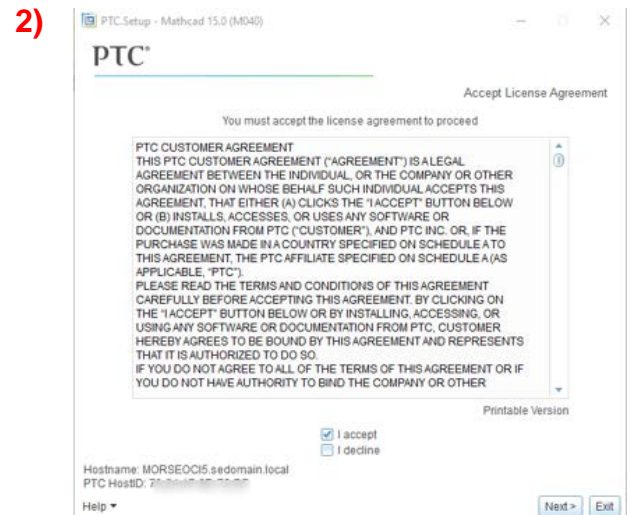 2)
PTC.Setup - Mathcad 15.0 (M040)
PTC®
Accept License Agreement
You must accept the license agreement to proceed
PTC CUSTOMER AGREEMENT
THIS PTC CUSTOMER AGREEMENT ("AGREEMENT") IS A LEGAL
AGREEMENT BETWEEN THE INDIVIDUAL, OR THE COMPANY OR OTHER
ORGANIZATION ON WHOSE BEHALF SUCH INDIVIDUAL ACCEPTS THIS
AGREEMENT, THAT EITHER (A) CLICKS THE "I ACCEPT" BUTTON BELOW
OR (B) INSTALLS, ACCESSES, OR USES ANY SOFTWARE OR
DOCUMENTATION FROM PTC ("CUSTOMER"), AND PTC INC. OR, IF THE
PURCHASE WAS MADE IN A COUNTRY SPECIFIED ON SCHEDULE A TO
THIS AGREEMENT, THE PTC AFFILIATE SPECIFIED ON SCHEDULE A (AS
APPLICABLE, "PTC").
PLEASE READ THE TERMS AND CONDITIONS OF THIS AGREEMENT
CAREFULLY BEFORE ACCEPTING THIS AGREEMENT. BY CLICKING ON
THE "I ACCEPT" BUTTON BELOW OR BY INSTALLING, ACCESSING, OR
USING ANY SOFTWARE OR DOCUMENTATION FROM PTC, CUSTOMER
HEREBY AGREES TO BE BOUND BY THIS AGREEMENT AND REPRESENTS
THAT IT IS AUTHORIZED TO DO SO.
IF YOU DO NOT AGREE TO ALL OF THE TERMS OF THIS AGREEMENT OR IF
YOU DO NOT HAVE AUTHORITY TO BIND THE COMPANY OR OTHER
Printable Version
I accept
I decline
Hostname: MORSEOCI5.sedomain.local
PTC HostID:
Help
Next >
Exit